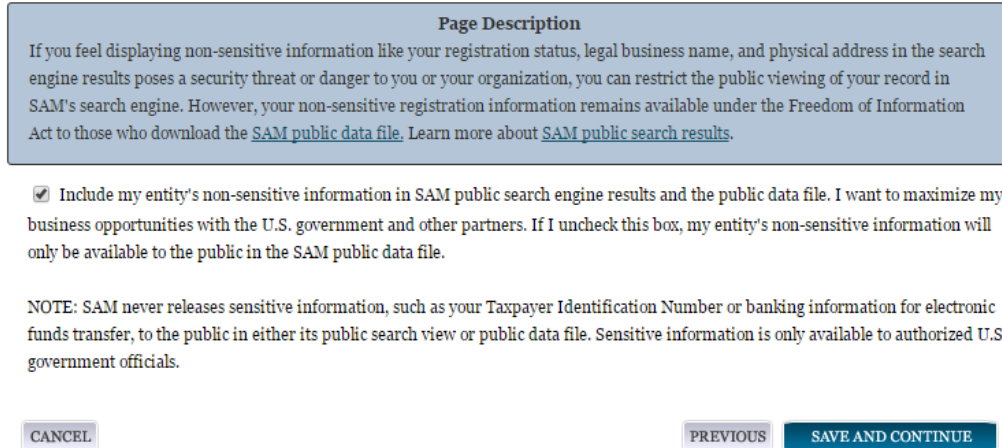 Page Description
If you feel displaying non-sensitive information like your registration status, legal business name, and physical address in the search
engine results poses a security threat or danger to you or your organization, you can restrict the public viewing of your record in
SAM's search engine. However, your non-sensitive registration information remains available under the Freedom of Information
Act to those who download the SAM public data file. Learn more about SAM public search results.
Include my entity's non-sensitive information in SAM public search engine results and the public data file. I want to maximize my
business opportunities with the U.S. government and other partners. If I uncheck this box, my entity's non-sensitive information will
only be available to the public in the SAM public data file.
NOTE: SAM never releases sensitive information, such as your Taxpayer Identification Number or banking information for electronic
funds transfer, to the public in either its public search view or public data file. Sensitive information is only available to authorized U.S
government officials.
CANCEL PREVIOUS SAVE AND CONTINUE